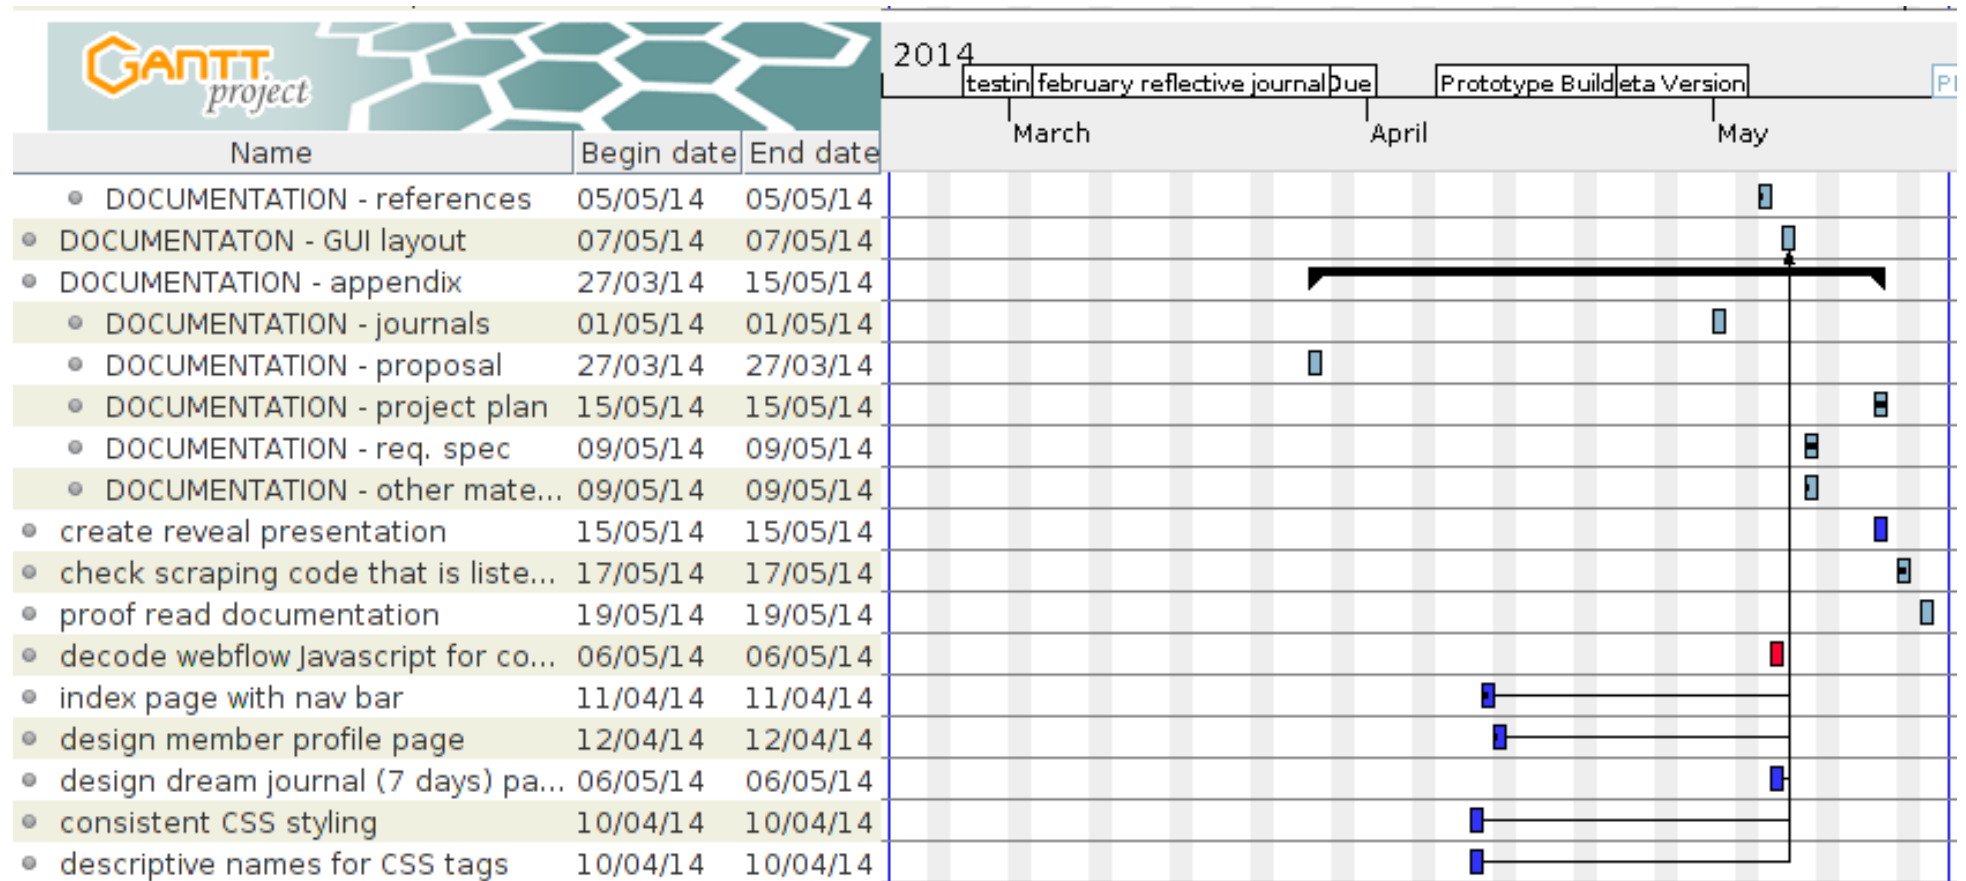 GANTT
project
2014
testin february reflective journal Due Prototype Build eta Version Pl
March April May
Name Begin date End date
DOCUMENTATION - references 05/05/14 05/05/14
DOCUMENTATON - GUI layout 07/05/14 07/05/14
DOCUMENTATION - appendix 27/03/14 15/05/14
DOCUMENTATION - journals 01/05/14 01/05/14
DOCUMENTATION - proposal 27/03/14 27/03/14
DOCUMENTATION - project plan 15/05/14 15/05/14
DOCUMENTATION - req. spec 09/05/14 09/05/14
DOCUMENTATION - other mate... 09/05/14 09/05/14
create reveal presentation 15/05/14 15/05/14
check scraping code that is liste... 17/05/14 17/05/14
proof read documentation 19/05/14 19/05/14
decode webflow Javascript for co... 06/05/14 06/05/14
index page with nav bar 11/04/14 11/04/14
design member profile page 12/04/14 12/04/14
design dream journal (7 days) pa... 06/05/14 06/05/14
consistent CSS styling 10/04/14 10/04/14
descriptive names for CSS tags 10/04/14 10/04/14